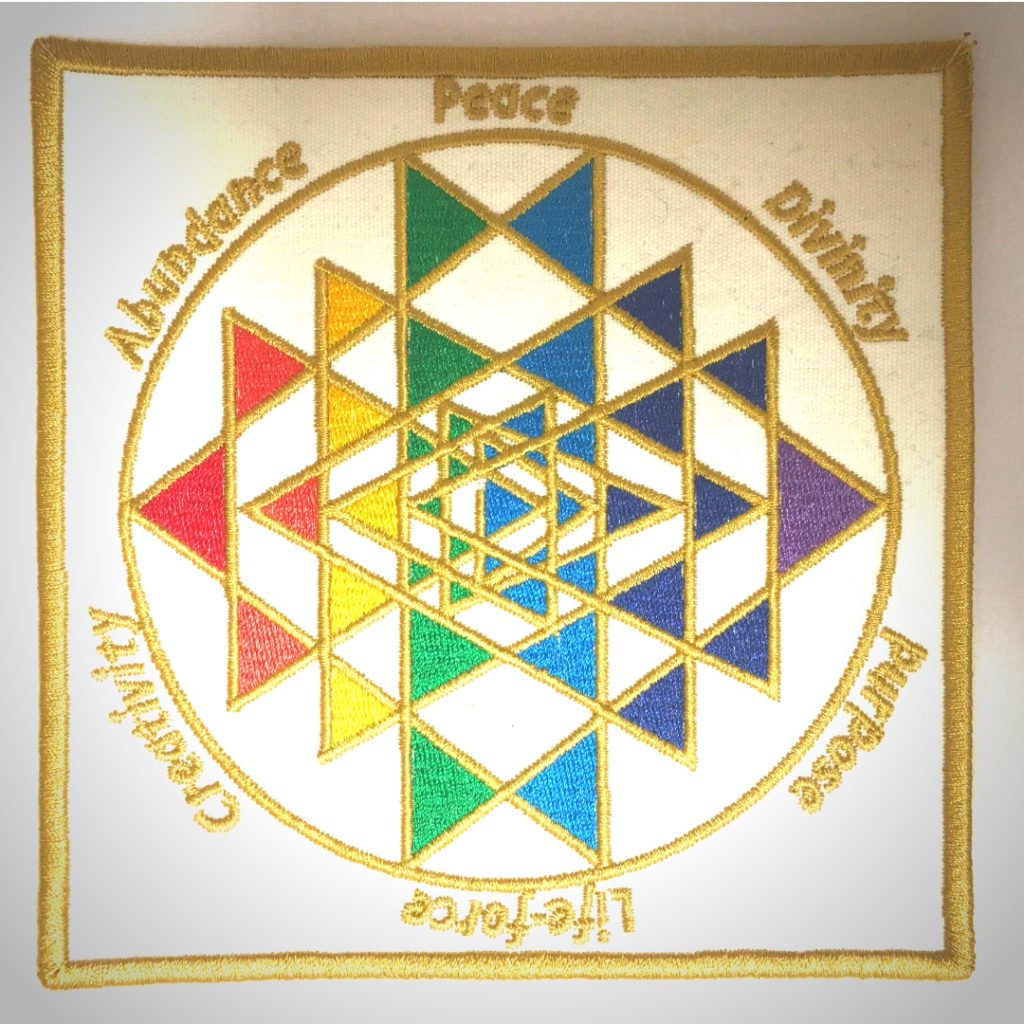 Peace
Divinity
Purpose
Life-force
Creativity
Abundance